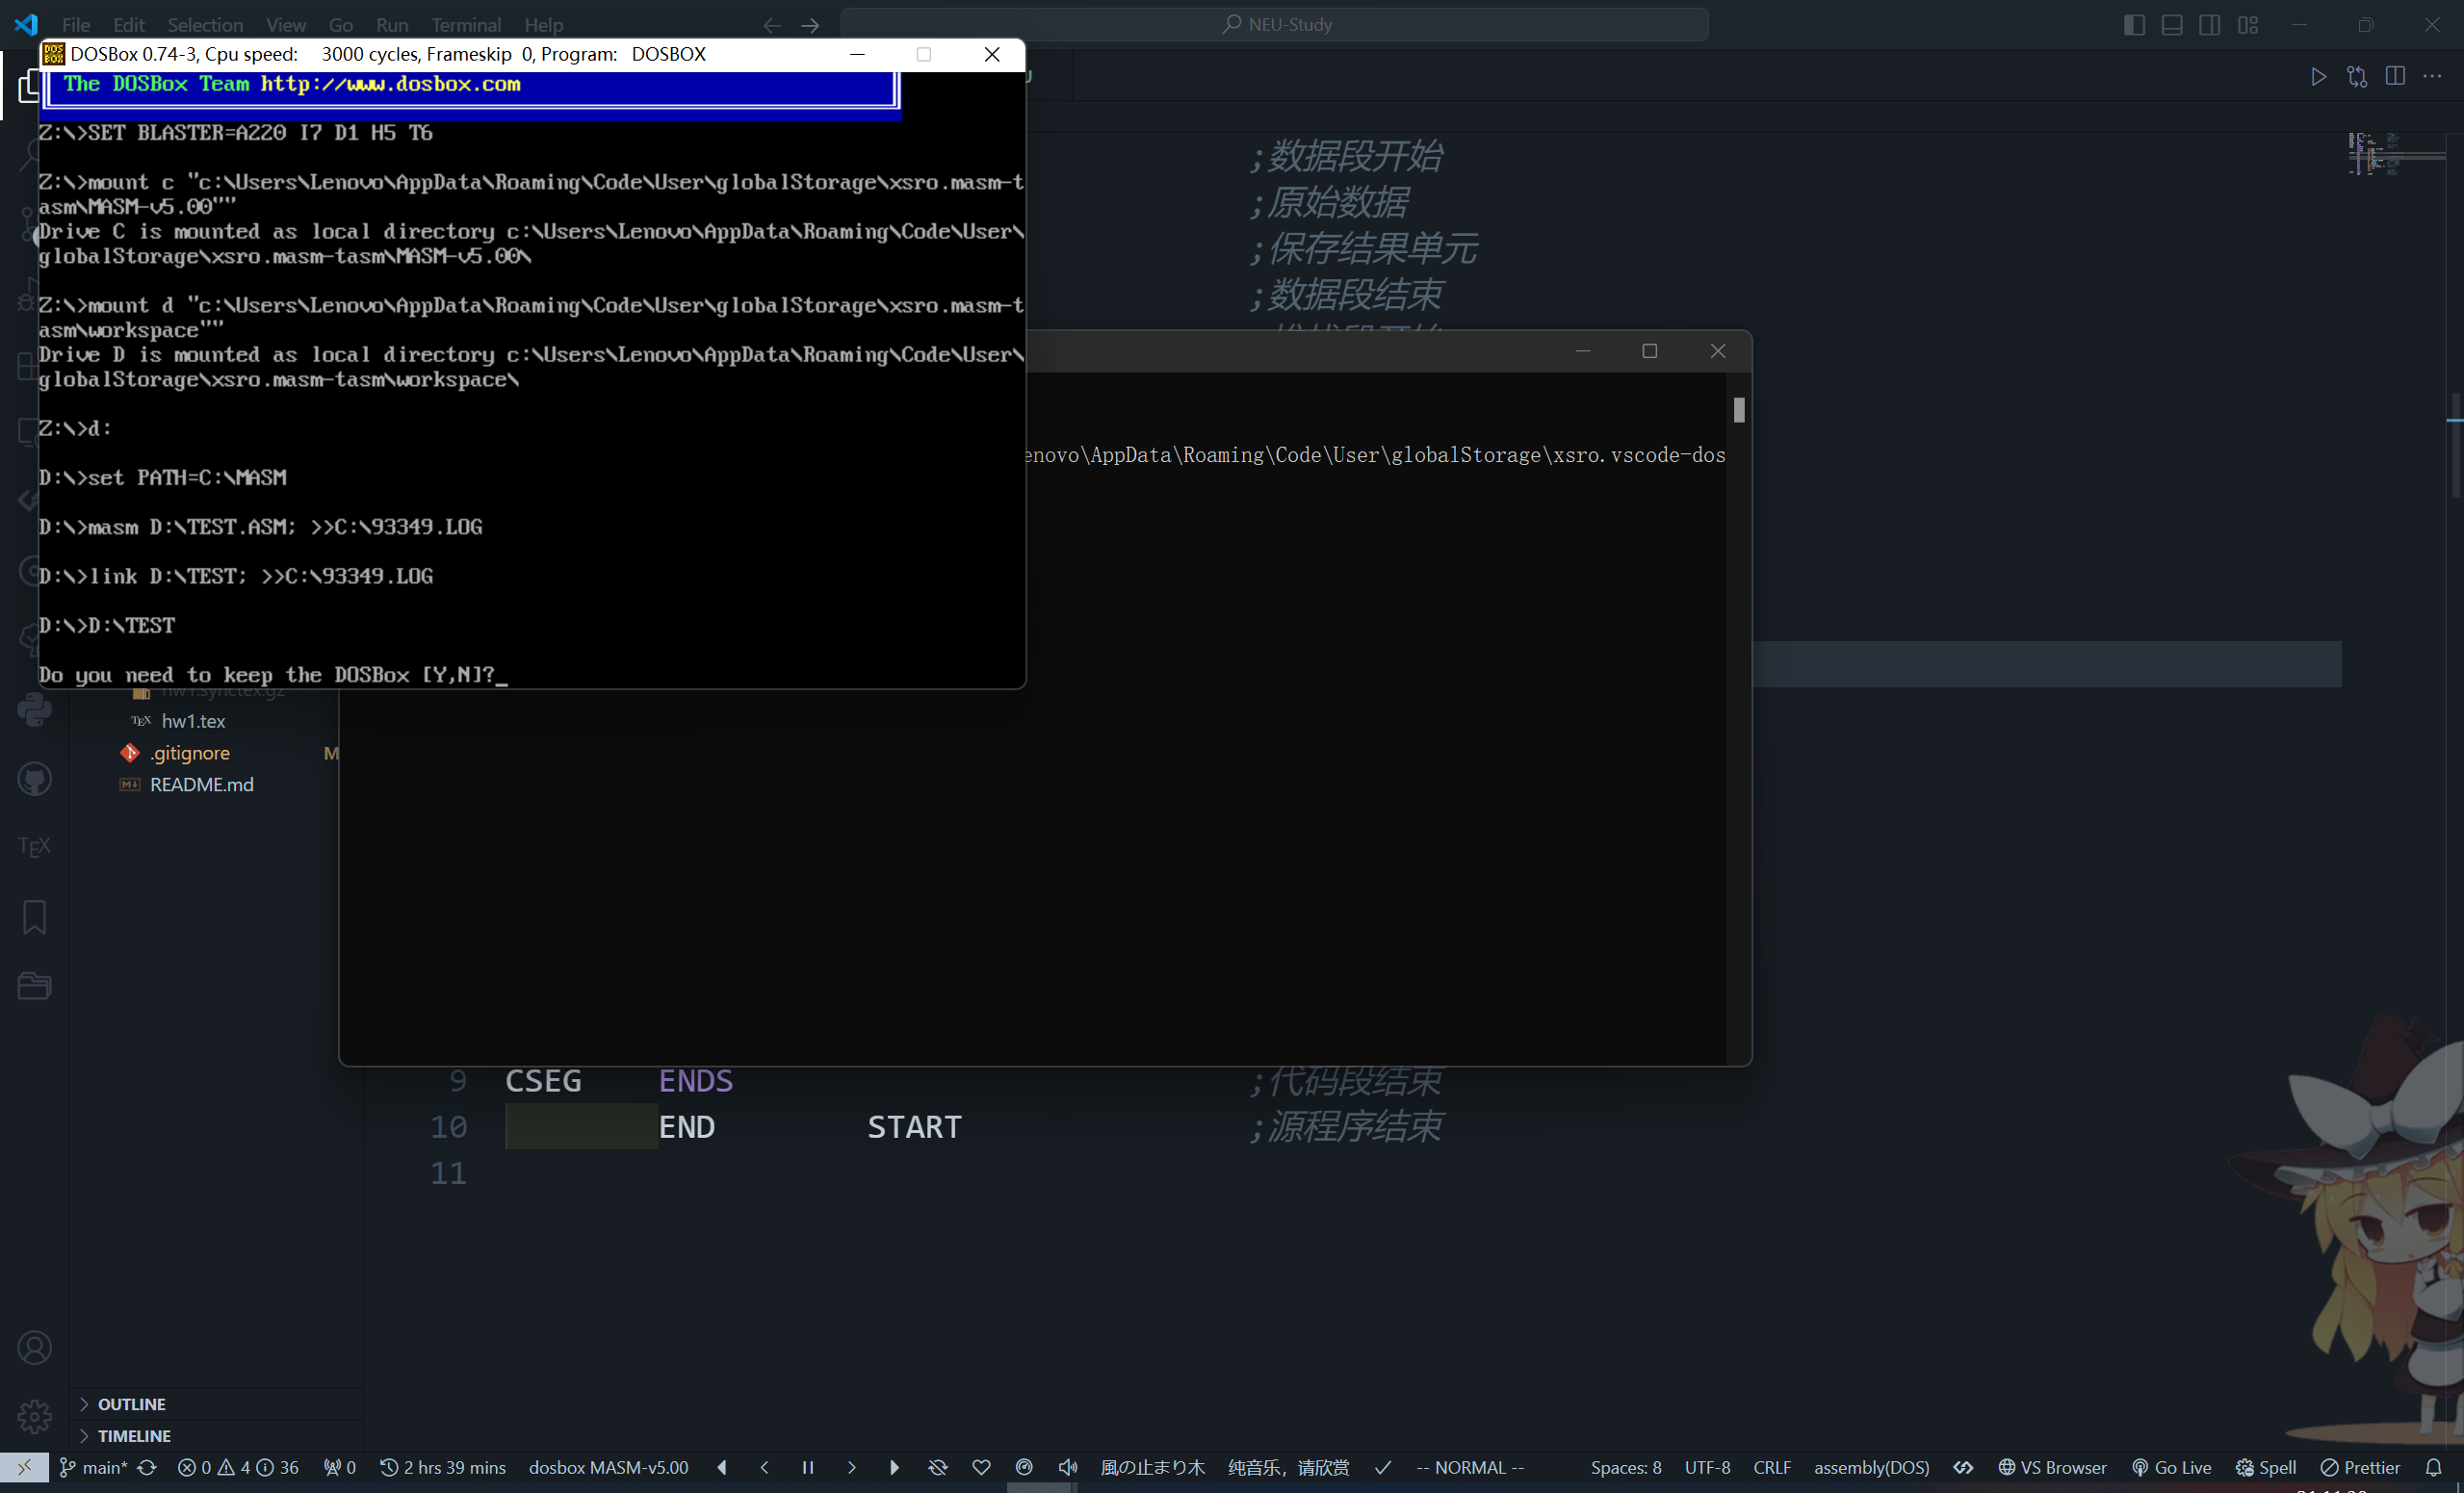 File Edit Selection View Go Run Terminal Help
NEU-Study
DOSBox 0.74-3, Cpu speed: 3000 cycles, Frameskip 0, Program: DOSBOX
The DOSBox Team http://www.dosbox.com
Z:\>SET BLASTER=A220 I7 D1 H5 T6
Z:\>mount c "c:\Users\Lenovo\AppData\Roaming\Code\User\globalStorage\xsro.masm-t
asm\MASM-v5.00""
Drive C is mounted as local directory c:\Users\Lenovo\AppData\Roaming\Code\User\
globalStorage\xsro.masm-tasm\MASM-v5.00\
Z:\>mount d "c:\Users\Lenovo\AppData\Roaming\Code\User\globalStorage\xsro.masm-t
asm\workspace""
Drive D is mounted as local directory c:\Users\Lenovo\AppData\Roaming\Code\User\
globalStorage\xsro.masm-tasm\workspace\
Z:\>d:
D:\>set PATH=C:\MASM
D:\>masm D:\TEST.ASM; >>C:\93349.LOG
D:\>link D:\TEST; >>C:\93349.LOG
D:\>D:\TEST
Do you need to keep the DOSBox [Y,N]?_
;数据段开始
;原始数据
;保存结果单元
;数据段结束
enovo\AppData\Roaming\Code\User\globalStorage\xsro.vscode-dos
hw1.synctex.gz
TEX hw1.tex
.gitignore M
README.md
TEX
9 CSEG ENDS ;代码段结束
10 END START ;源程序结束
11
OUTLINE
TIMELINE
main* 0 4 36 0 2 hrs 39 mins dosbox MASM-v5.00 風の止まり木 纯音乐，请欣赏 -- NORMAL -- Spaces: 8 UTF-8 CRLF assembly(DOS) VS Browser Go Live Spell Prettier